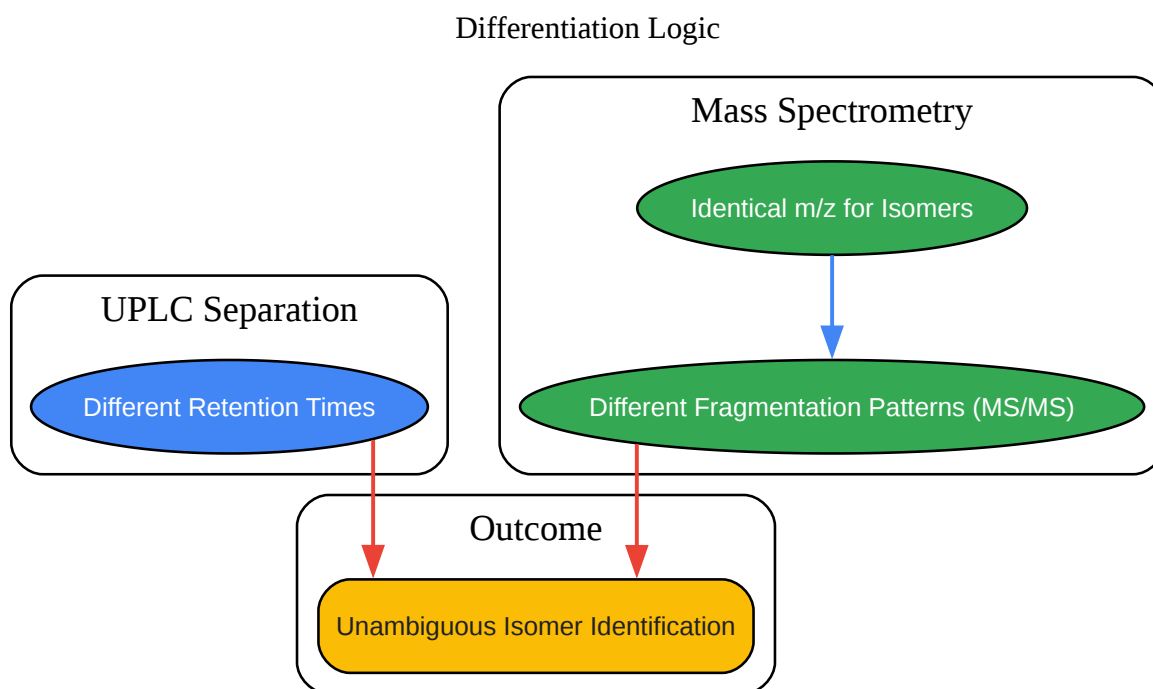 Differentiation Logic
Mass Spectrometry
Identical m/z for Isomers
UPLC Separation
Different Retention Times
Different Fragmentation Patterns (MS/MS)
Outcome
Unambiguous Isomer Identification